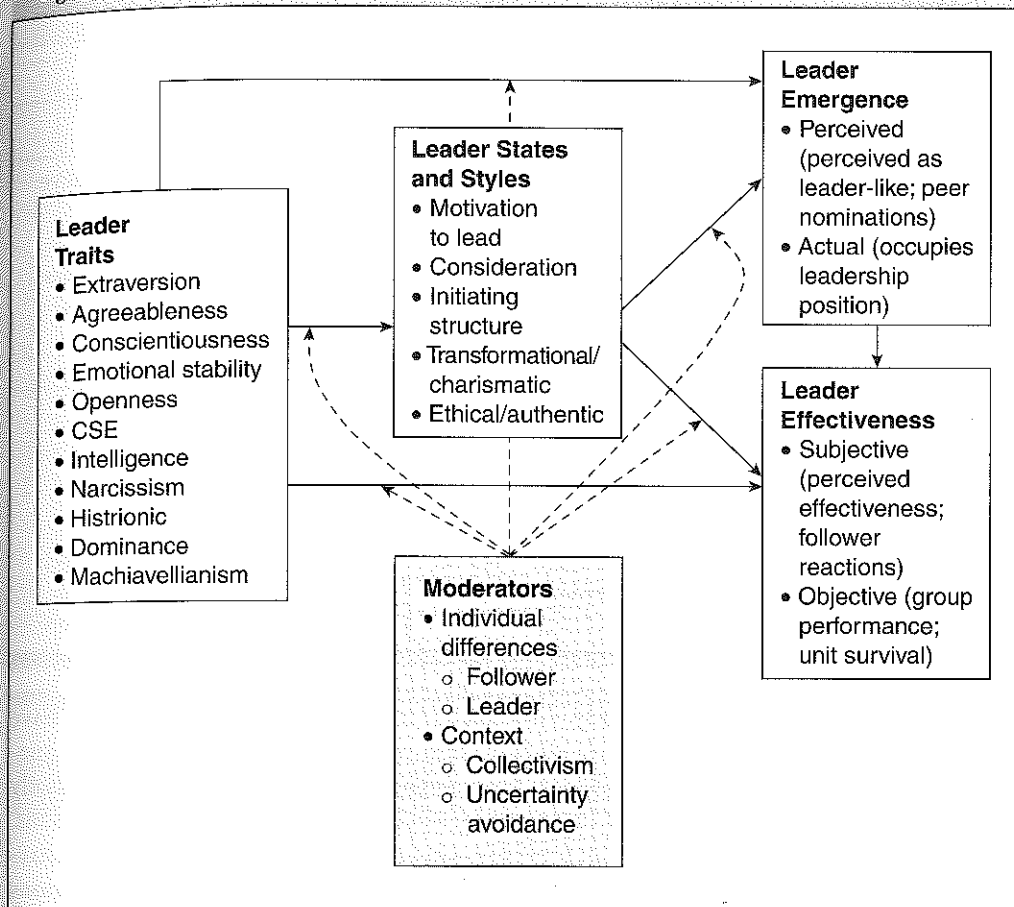 Leader
Traits
• Extraversion
• Agreeableness
• Conscientiousness
• Emotional stability
• Openness
• CSE
• Intelligence
• Narcissism
• Histrionic
• Dominance
• Machiavellianism
Leader States
and Styles
• Motivation
to lead
• Consideration
• Initiating
structure
• Transformational/
charismatic
• Ethical/authentic
Leader
Emergence
• Perceived
(perceived as
leader-like; peer
nominations)
• Actual (occupies
leadership
position)
Leader
Effectiveness
• Subjective
(perceived
effectiveness;
follower
reactions)
• Objective (group
performance;
unit survival)
Moderators
• Individual
differences
○ Follower
○ Leader
• Context
○ Collectivism
○ Uncertainty
avoidance